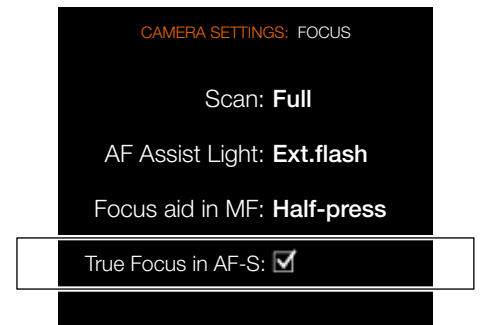 CAMERA SETTINGS: FOCUS
Scan: Full
AF Assist Light: Ext.flash
Focus aid in MF: Half-press
True Focus in AF-S: